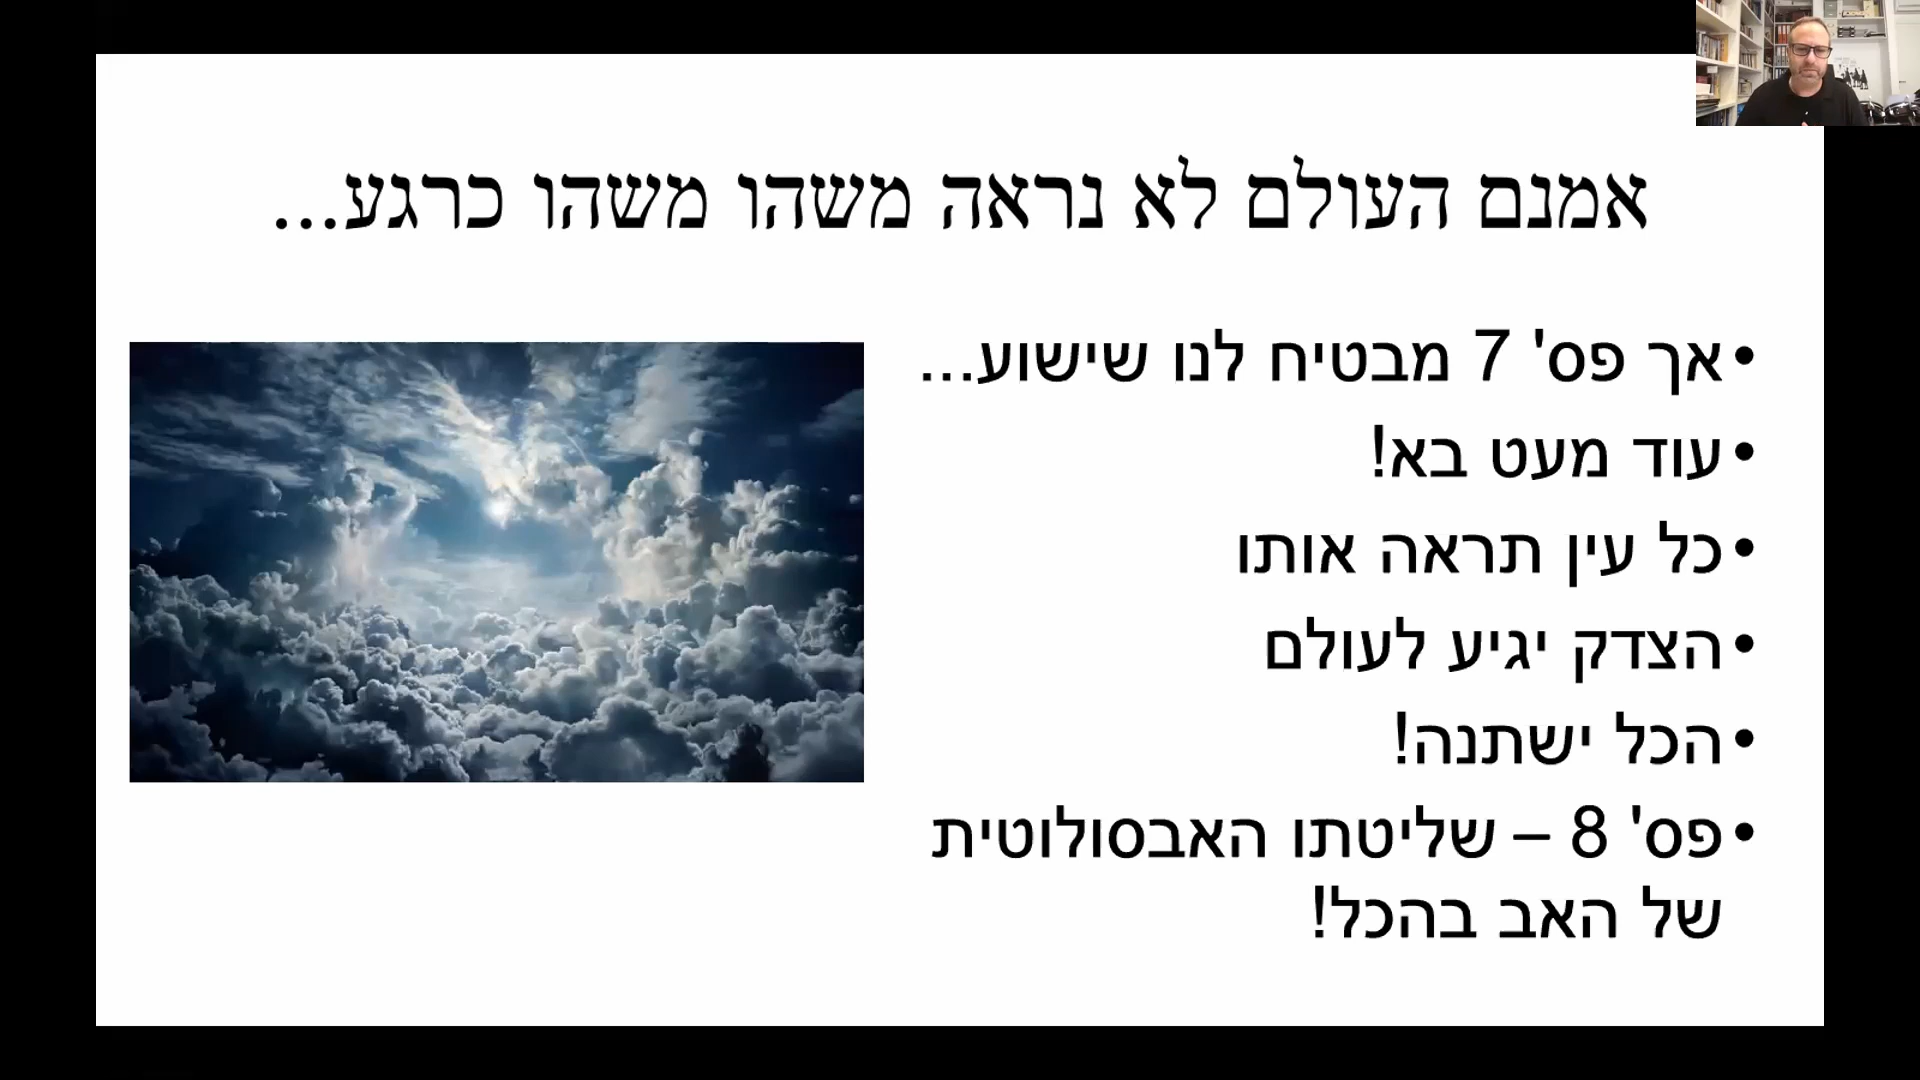 אמנם העולם לא נראה משהו משהו כרגע...
•אך פס' 7 מבטיח לנו שישוע...
•עוד מעט בא!
•כל עין תראה אותו
•הצדק יגיע לעולם
•הכל ישתנה!
•פס' 8 – שליטתו האבסולוטית
של האב בהכל!